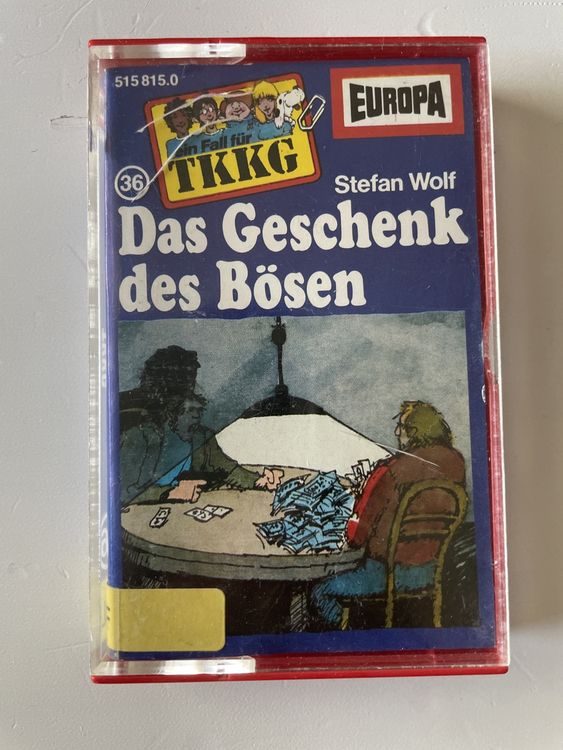 515 815.0
EUROPA
ein Fall für
TKKG
36
Stefan Wolf
Das Geschenk
des Bösen